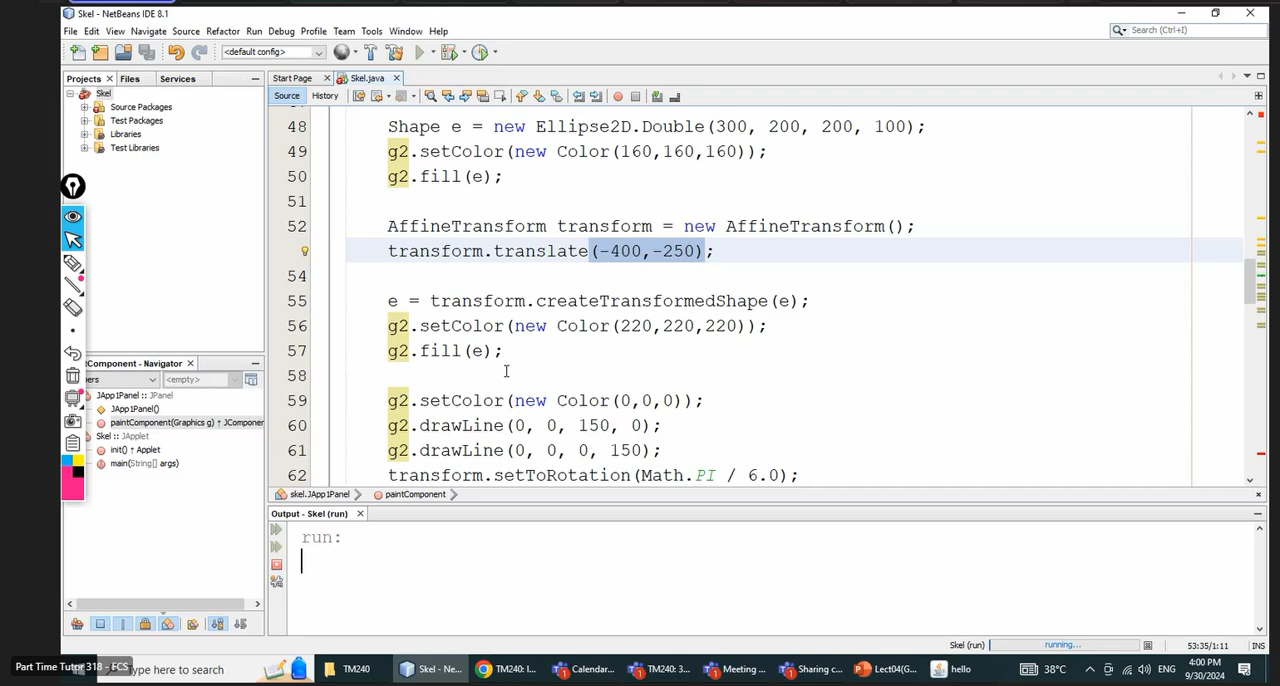 Skel - NetBeans IDE 8.1
File Edit View Navigate Source Refactor Run Debug Profile Team Tools Window Help
Search (Ctrl+I)
<default config>
Projects Files Services
Start Page Skel.java
Skel
Source Packages
Test Packages
Libraries
Test Libraries
Source History
48 Shape e = new Ellipse2D.Double(300, 200, 200, 100);
49 g2.setColor(new Color(160,160,160));
50 g2.fill(e);
51
52 AffineTransform transform = new AffineTransform();
transform.translate(-400,-250);
54
55 e = transform.createTransformedShape(e);
56 g2.setColor(new Color(220,220,220));
57 g2.fill(e);
58
59 g2.setColor(new Color(0,0,0));
60 g2.drawLine(0, 0, 150, 0);
61 g2.drawLine(0, 0, 0, 150);
62 transform.setToRotation(Math.PI / 6.0);
skel.JApp1Panel paintComponent
tComponent - Navigator
bers <empty>
JApp1Panel :: JPanel
JApp1Panel()
paintComponent(Graphics g) ↑ JComponer
Skel :: JApplet
init() ↑ Applet
main(String[] args)
Output - Skel (run)
run:
Skel (run) running... 53:35/1:11 INS
Part Time Tutor 318 - FCS
Type here to search
TM240
Skel - Ne...
TM240: I...
Calendar...
TM240: 3...
Meeting ...
Sharing c...
Lect04(G...
hello
38°C
ENG
4:00 PM
9/30/2024